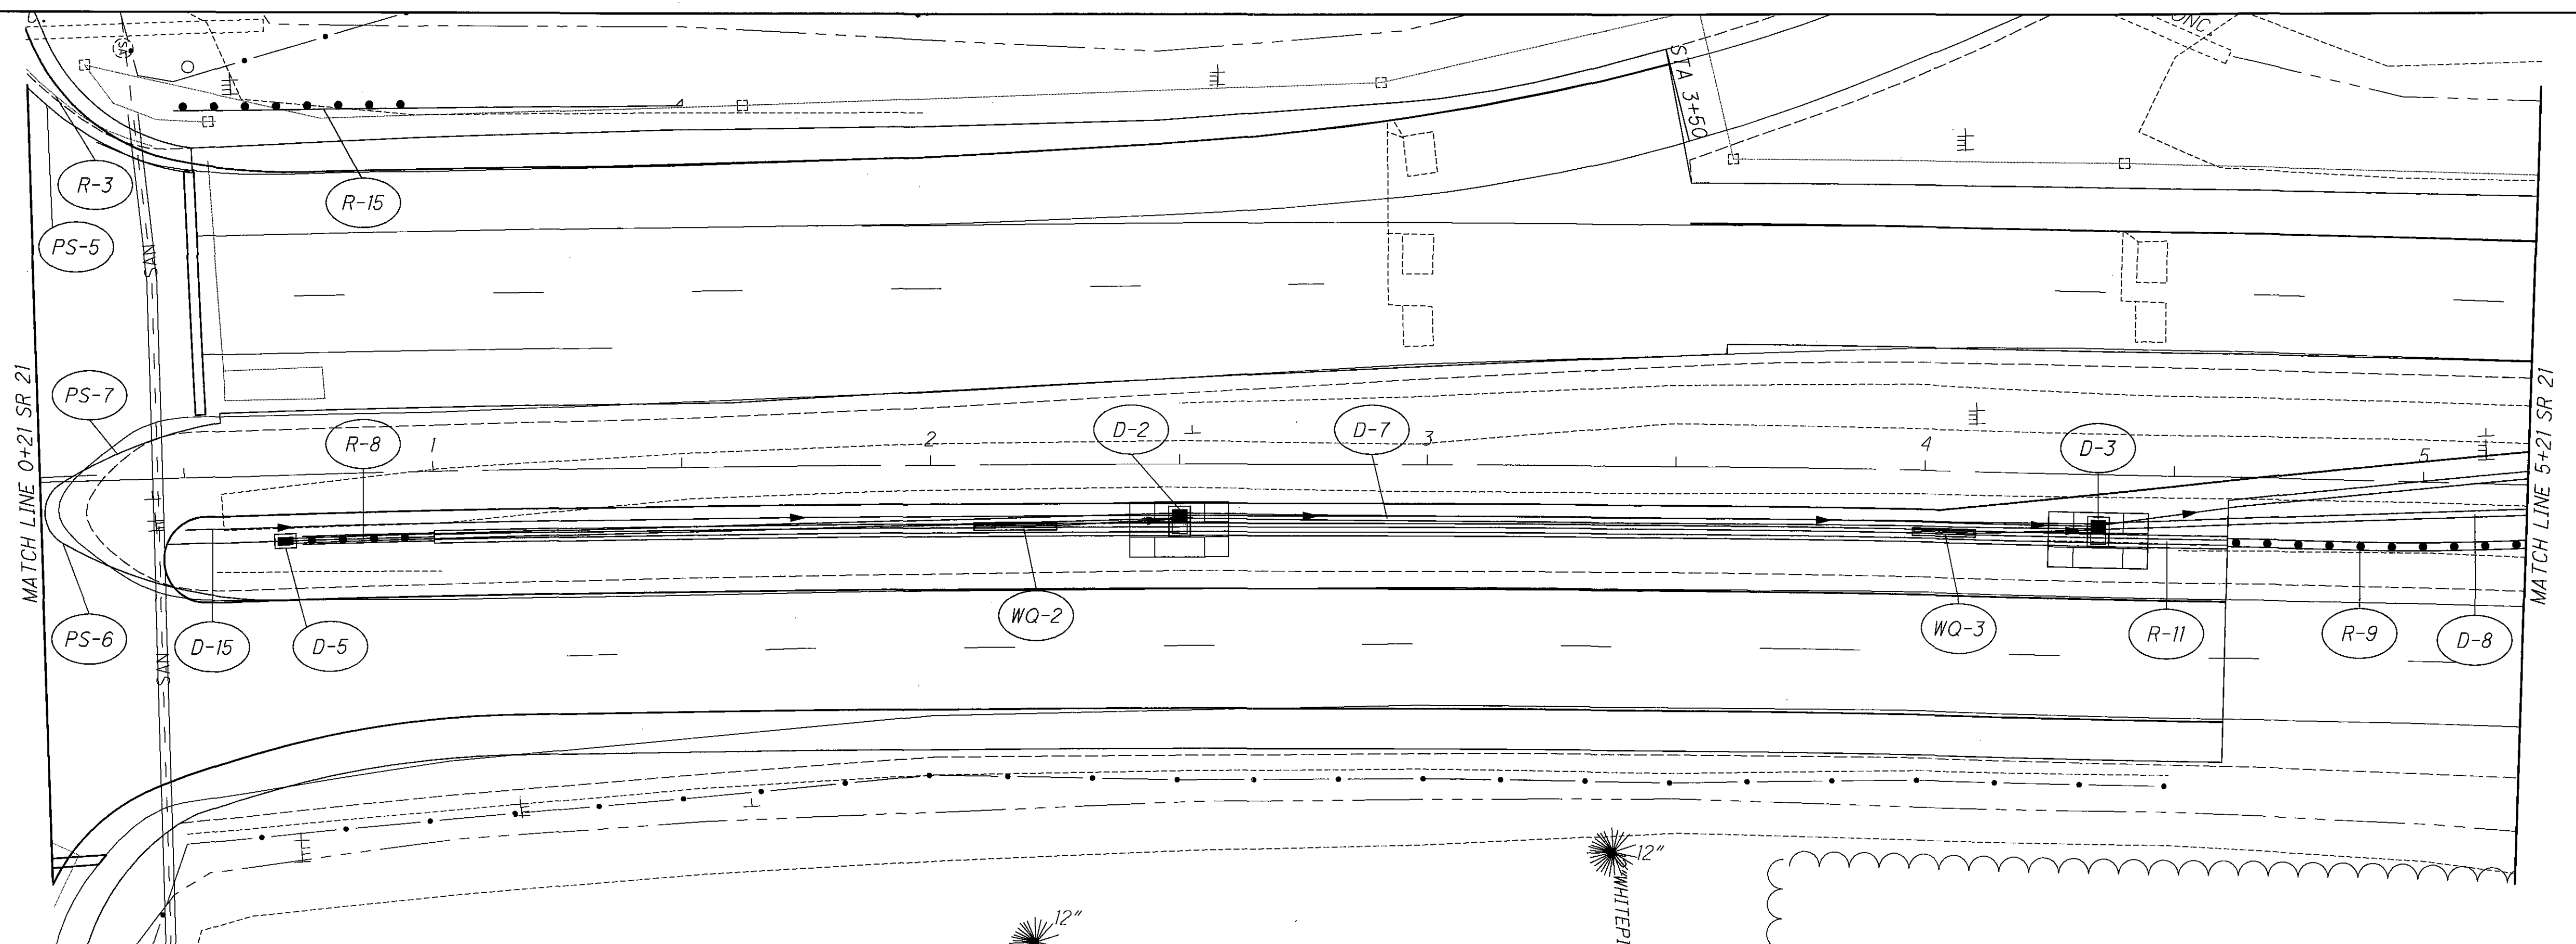 SA
ONC.
STA 3+50
R-3
R-15
PS-5
SAN
MATCH LINE 0+21 SR 21
MATCH LINE 5+21 SR 21
PS-7
R-8
1
2
D-2
D-7
3
4
D-3
5
PS-6
D-15
D-5
WQ-2
WQ-3
R-11
R-9
D-8
SAN
12"
12"